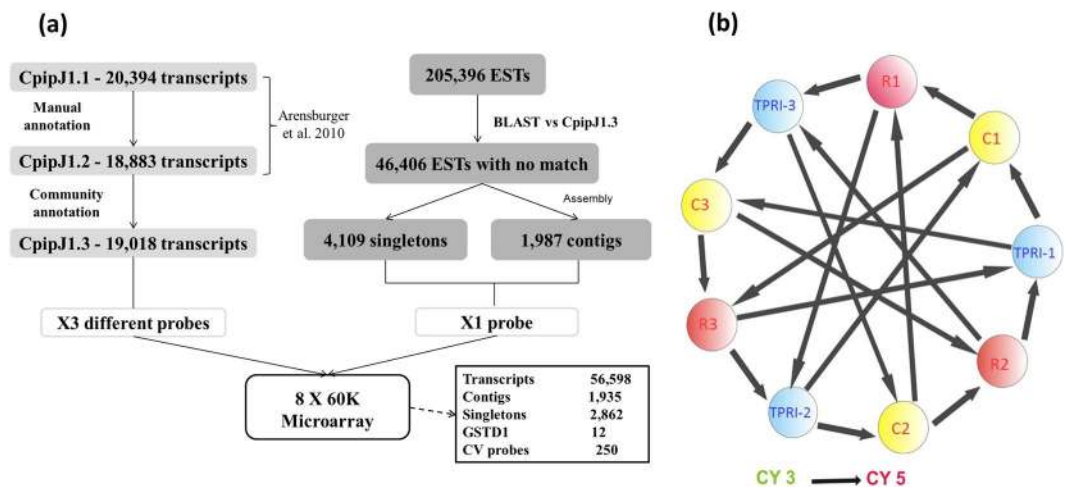 (a)
CpipJ1.1 - 20,394 transcripts
Manual
annotation
CpipJ1.2 - 18,883 transcripts
Arensburger
et al. 2010
Community
annotation
CpipJ1.3 - 19,018 transcripts
X3 different probes
205,396 ESTs
BLAST vs CpipJ1.3
46,406 ESTs with no match
Assembly
4,109 singletons
1,987 contigs
X1 probe
8 X 60K
Microarray
Transcripts 56,598
Contigs 1,935
Singletons 2,862
GSTD1 12
CV probes 250
(b)
R1
TPRI-3
C1
C3
TPRI-1
R3
R2
TPRI-2
C2
CY 3 CY 5